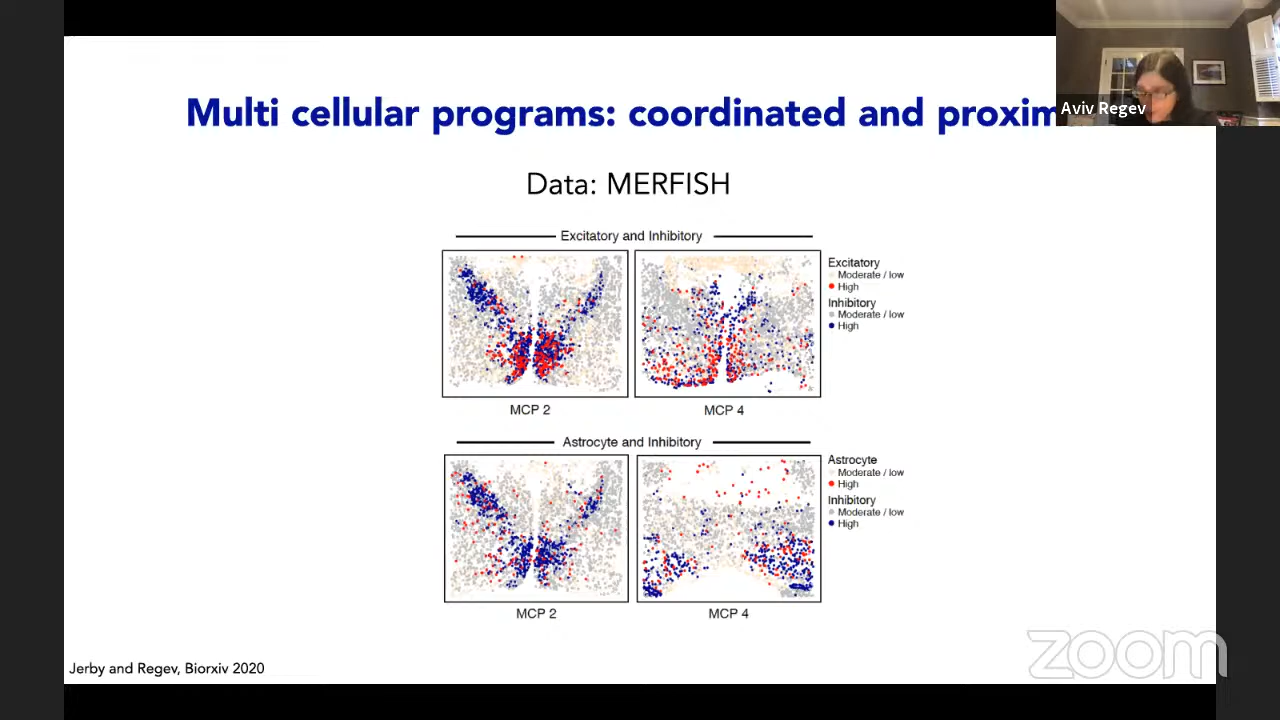 Multi cellular programs: coordinated and proxim
Aviv Regev
Data: MERFISH
Excitatory and Inhibitory
Excitatory
Moderate / low
High
Inhibitory
Moderate / low
High
MCP 2
MCP 4
Astrocyte and Inhibitory
Astrocyte
Moderate / low
High
Inhibitory
Moderate / low
High
MCP 2
MCP 4
Jerby and Regev, Biorxiv 2020
zoom